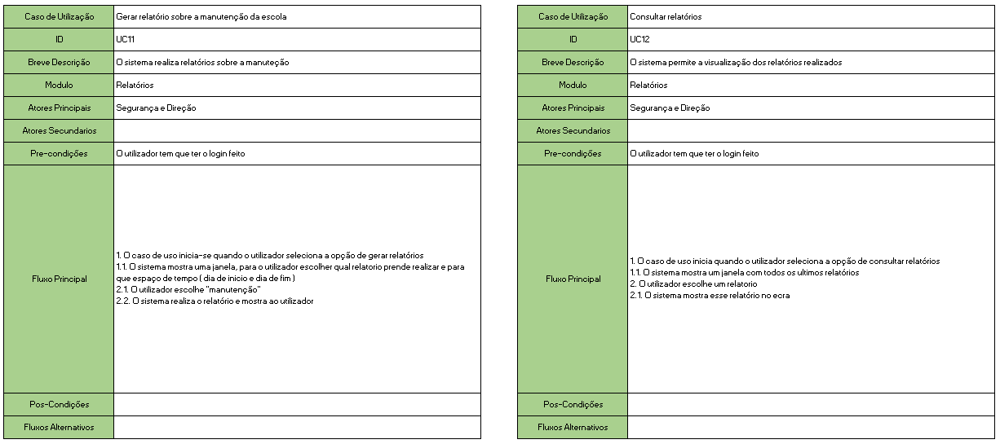 Caso de Utilização Gerar relatório sobre a manutenção da escola
ID UC11
Breve Descrição O sistema realiza relatórios sobre a manuteção
Modulo Relatórios
Atores Principais Segurança e Direção
Atores Secundarios
Pre-condições O utilizador tem que ter o login feito
Fluxo Principal
1. O caso de uso inicia-se quando o utilizador seleciona a opção de gerar relatórios
1.1. O sistema mostra uma janela, para o utilizador escolher qual relatorio prende realizar e para
que espaço de tempo ( dia de inicio e dia de fim )
2.1. O utilizador escolhe "manutenção"
2.2. O sistema realiza o relatório e mostra ao utilizador
Pos-Condições
Fluxos Alternativos
Caso de Utilização Consultar relatórios
ID UC12
Breve Descrição O sistema permite a visualização dos relatórios realizados
Modulo Relatórios
Atores Principais Segurança e Direção
Atores Secundarios
Pre-condições O utilizador tem que ter o login feito
Fluxo Principal
1. O caso de uso inicia quando o utilizador seleciona a opção de consultar relatórios
1.1. O sistema mostra um janela com todos os ultimos relatórios
2. O utilizador escolhe um relatorio
2.1. O sistema mostra esse relatório no ecra
Pos-Condições
Fluxos Alternativos